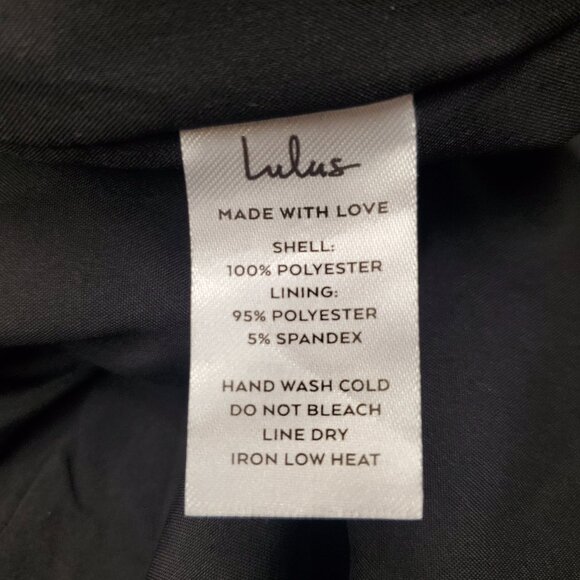 Lulus
MADE WITH LOVE
SHELL:
100% POLYESTER
LINING:
95% POLYESTER
5% SPANDEX
HAND WASH COLD
DO NOT BLEACH
LINE DRY
IRON LOW HEAT